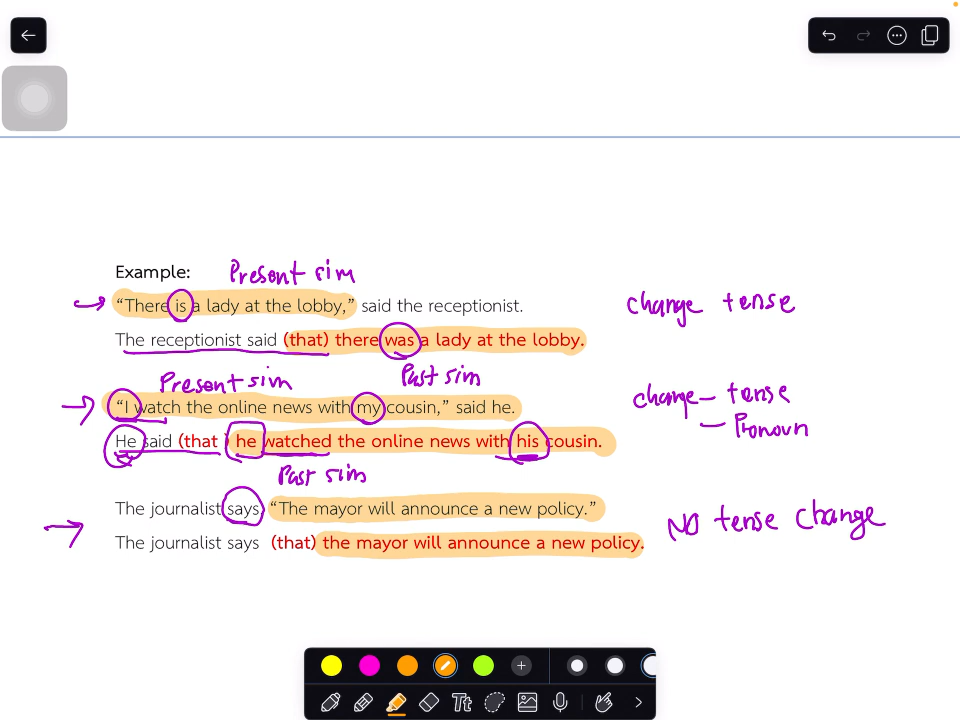 Example: Present sim
“There is a lady at the lobby,” said the receptionist. change tense
The receptionist said (that) there was a lady at the lobby.
Present sim Past sim
“I watch the online news with my cousin,” said he. change – tense
– Pronoun
He said (that ) he watched the online news with his cousin.
Past sim
The journalist says, “The mayor will announce a new policy.” NO tense change
The journalist says (that) the mayor will announce a new policy.
Tt